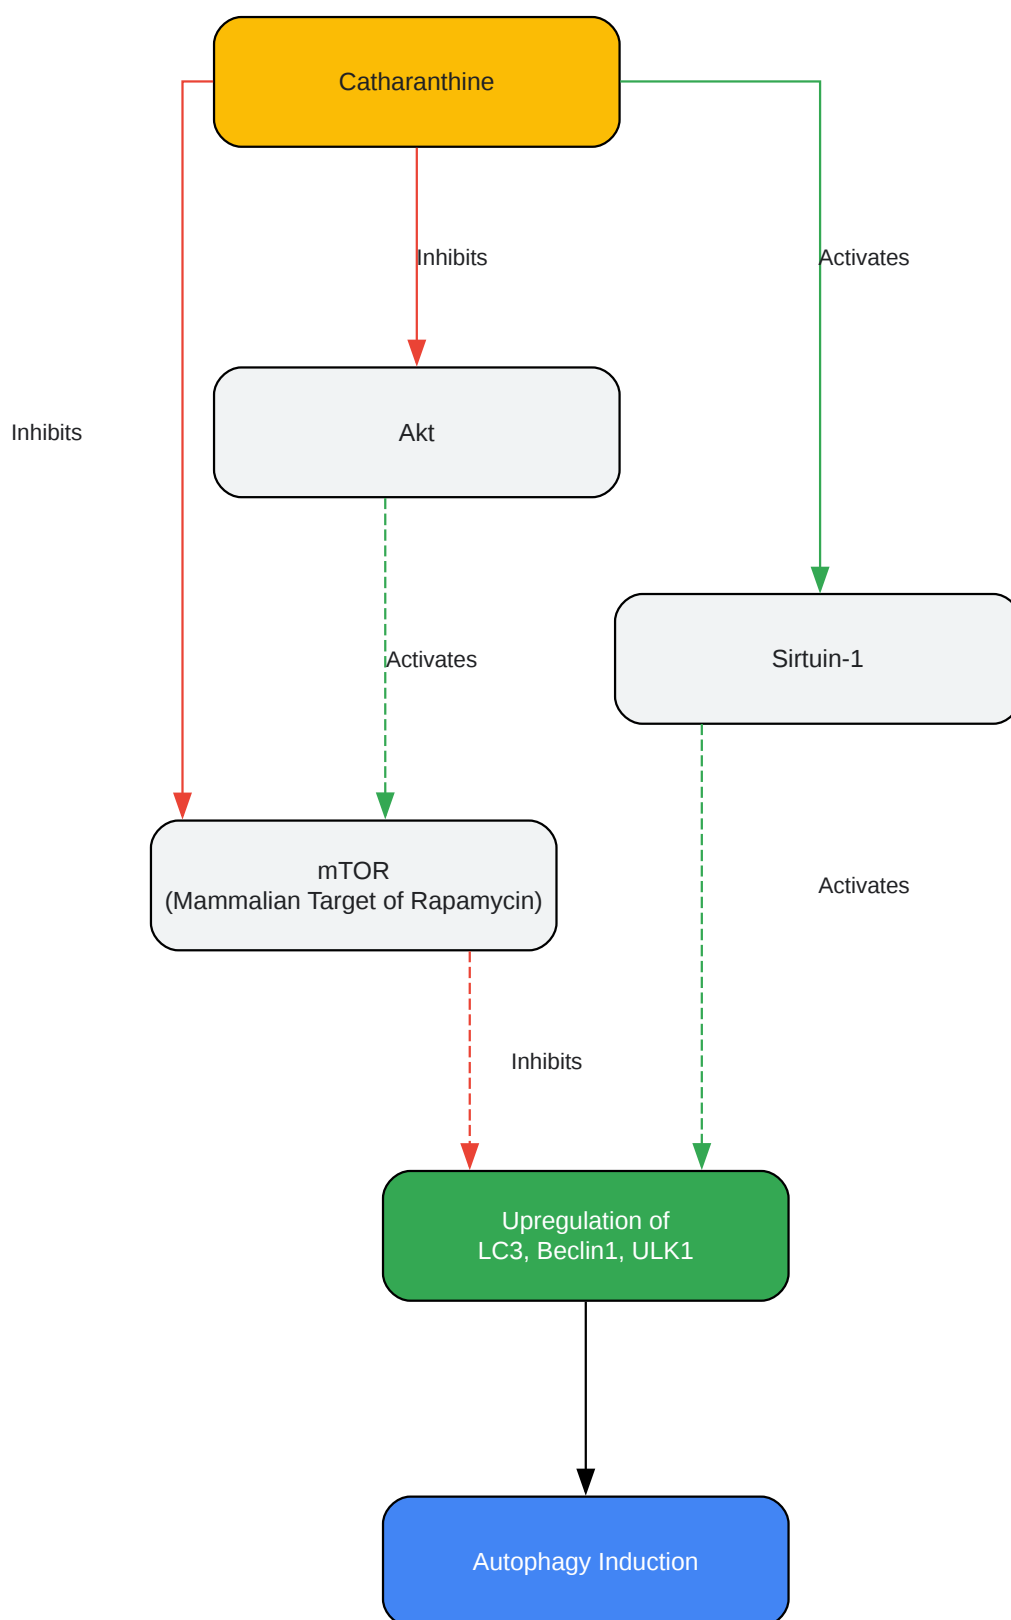 Catharanthine
Inhibits
Activates
Akt
Inhibits
Activates
Sirtuin-1
mTOR
(Mammalian Target of Rapamycin)
Activates
Inhibits
Upregulation of
LC3, Beclin1, ULK1
Autophagy Induction